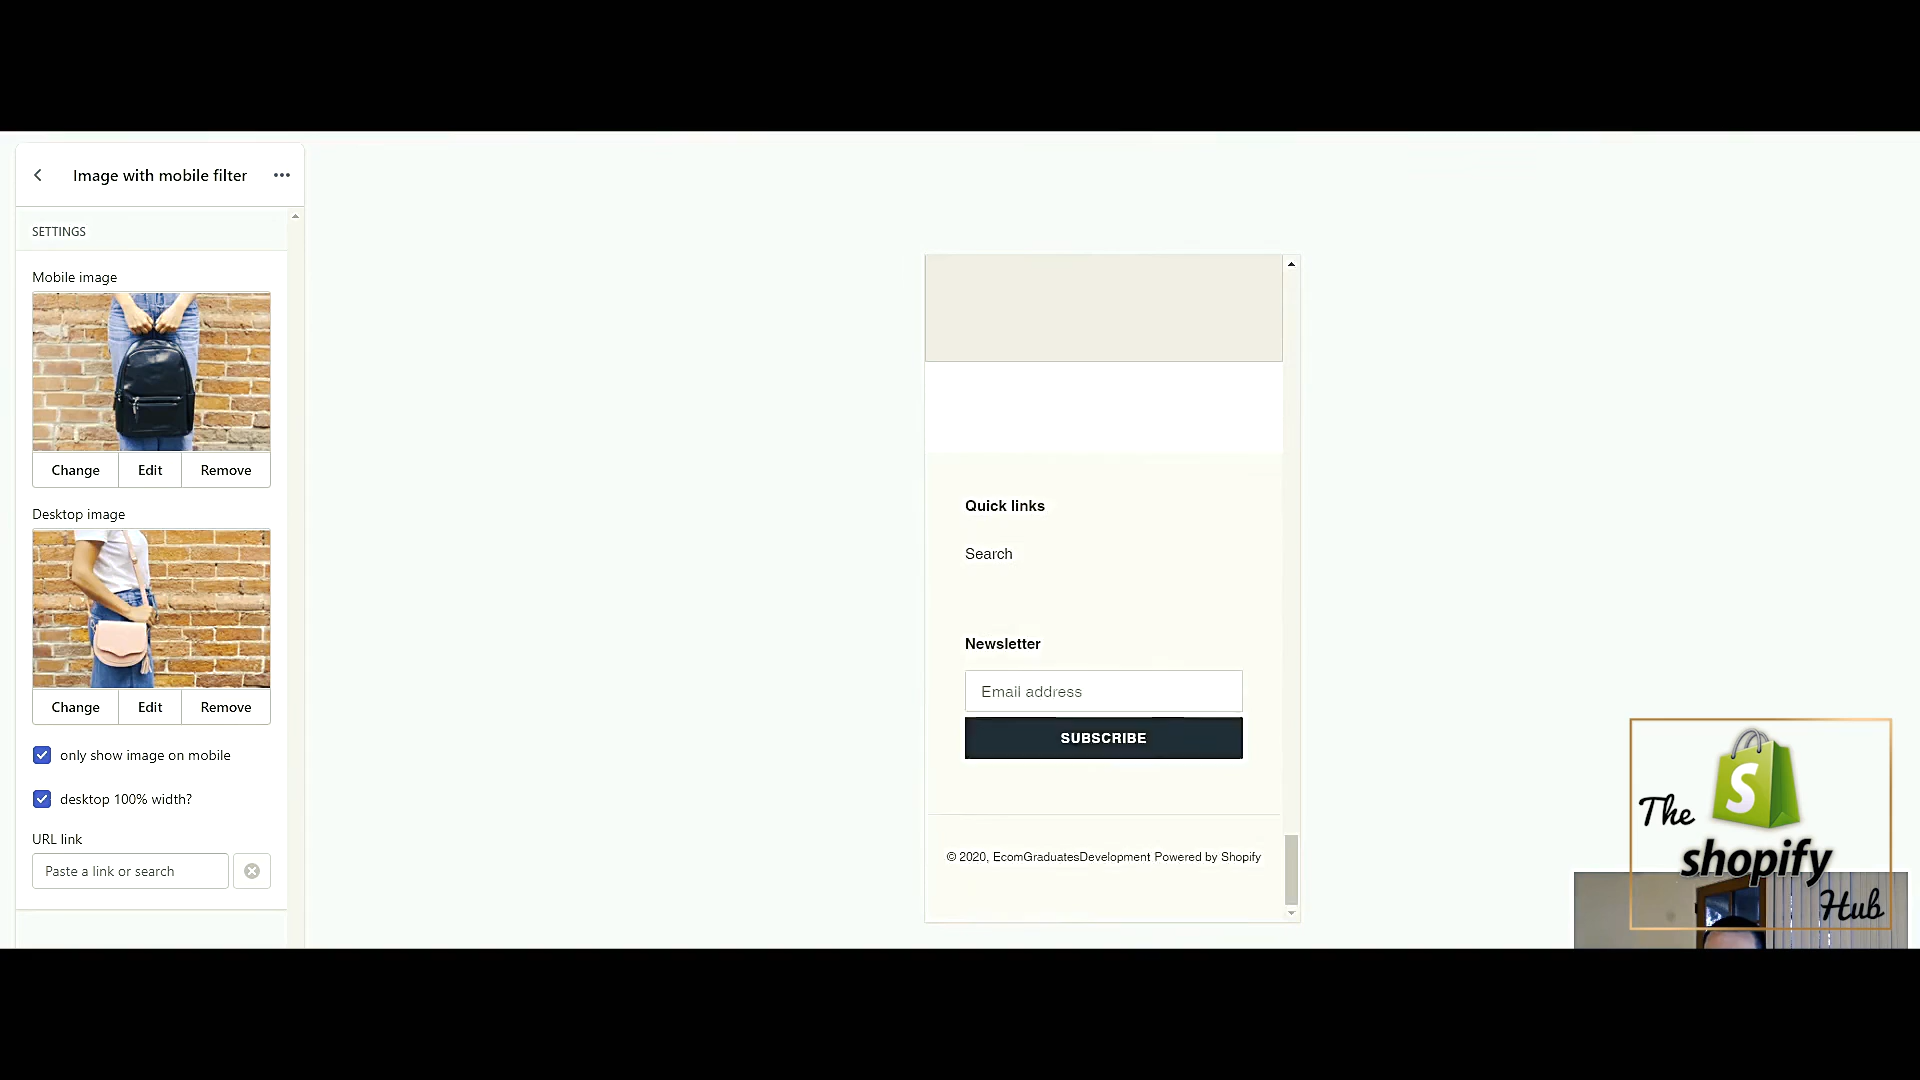 Image with mobile filter
SETTINGS
Mobile image
Change Edit Remove
Desktop image
Change Edit Remove
only show image on mobile
desktop 100% width?
URL link
Paste a link or search
Quick links
Search
Newsletter
Email address
SUBSCRIBE
© 2020, EcomGraduatesDevelopment Powered by Shopify
The
S
shopify
Hub